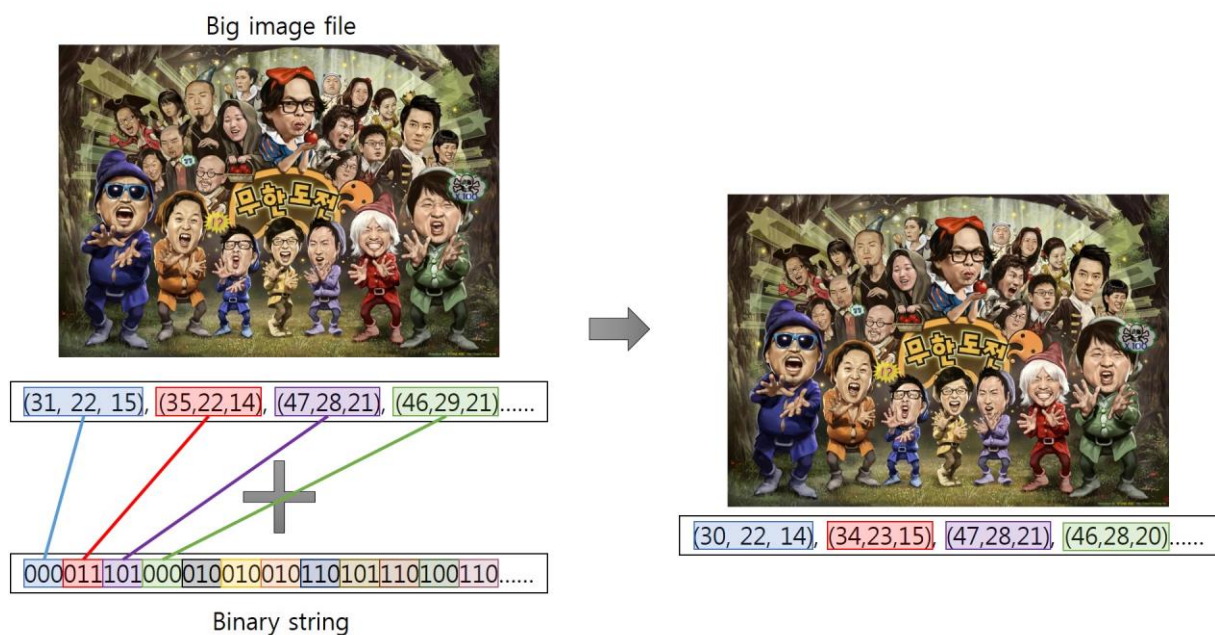 Big image file
무한도전
(31, 22, 15), (35,22,14), (47,28,21), (46,29,21)......
000011101000010010010110101110100110......
Binary string
무한도전
(30, 22, 14), (34,23,15), (47,28,21), (46,28,20)......